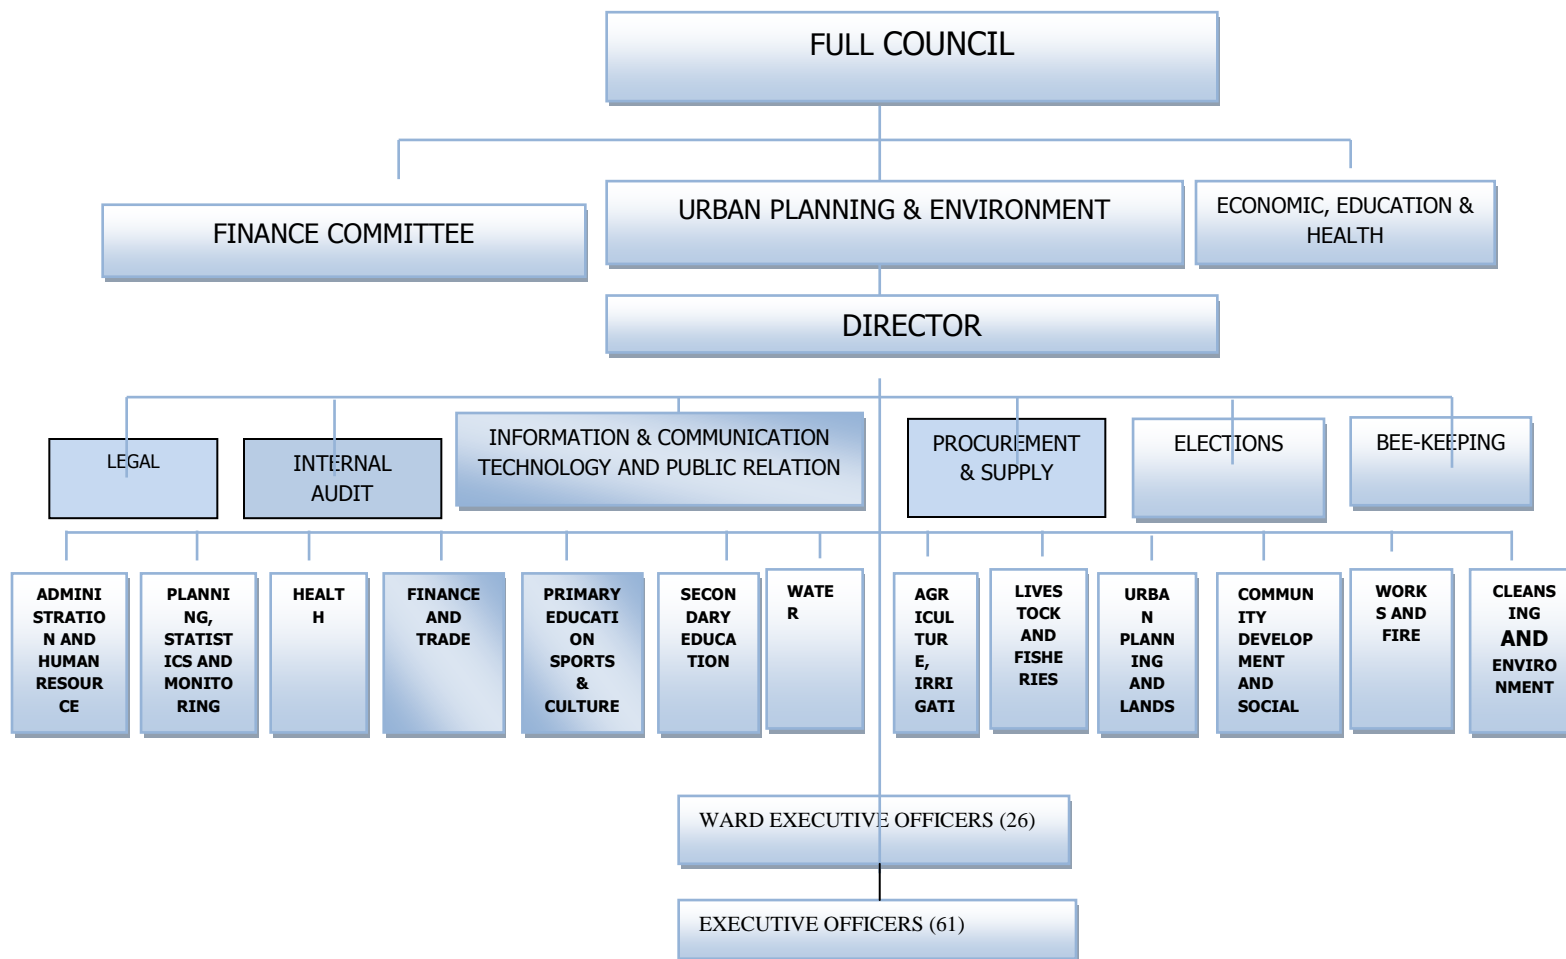 FULL COUNCIL
FINANCE COMMITTEE
URBAN PLANNING & ENVIRONMENT
ECONOMIC, EDUCATION &
HEALTH
DIRECTOR
LEGAL
INTERNAL
AUDIT
INFORMATION & COMMUNICATION
TECHNOLOGY AND PUBLIC RELATION
PROCUREMENT
& SUPPLY
ELECTIONS
BEE-KEEPING
ADMINI
STRATIO
N AND
HUMAN
RESOUR
CE
PLANNI
NG,
STATIST
ICS AND
MONITO
RING
HEALT
H
FINANCE
AND
TRADE
PRIMARY
EDUCATI
ON
SPORTS
&
CULTURE
SECON
DARY
EDUCA
TION
WATE
R
AGR
ICUL
TUR
E,
IRRI
GATI
LIVES
TOCK
AND
FISHE
RIES
URBA
N
PLANN
ING
AND
LANDS
COMMUN
ITY
DEVELOP
MENT
AND
SOCIAL
WORK
S AND
FIRE
CLEANS
ING
AND
ENVIRO
NMENT
WARD EXECUTIVE OFFICERS (26)
EXECUTIVE OFFICERS (61)